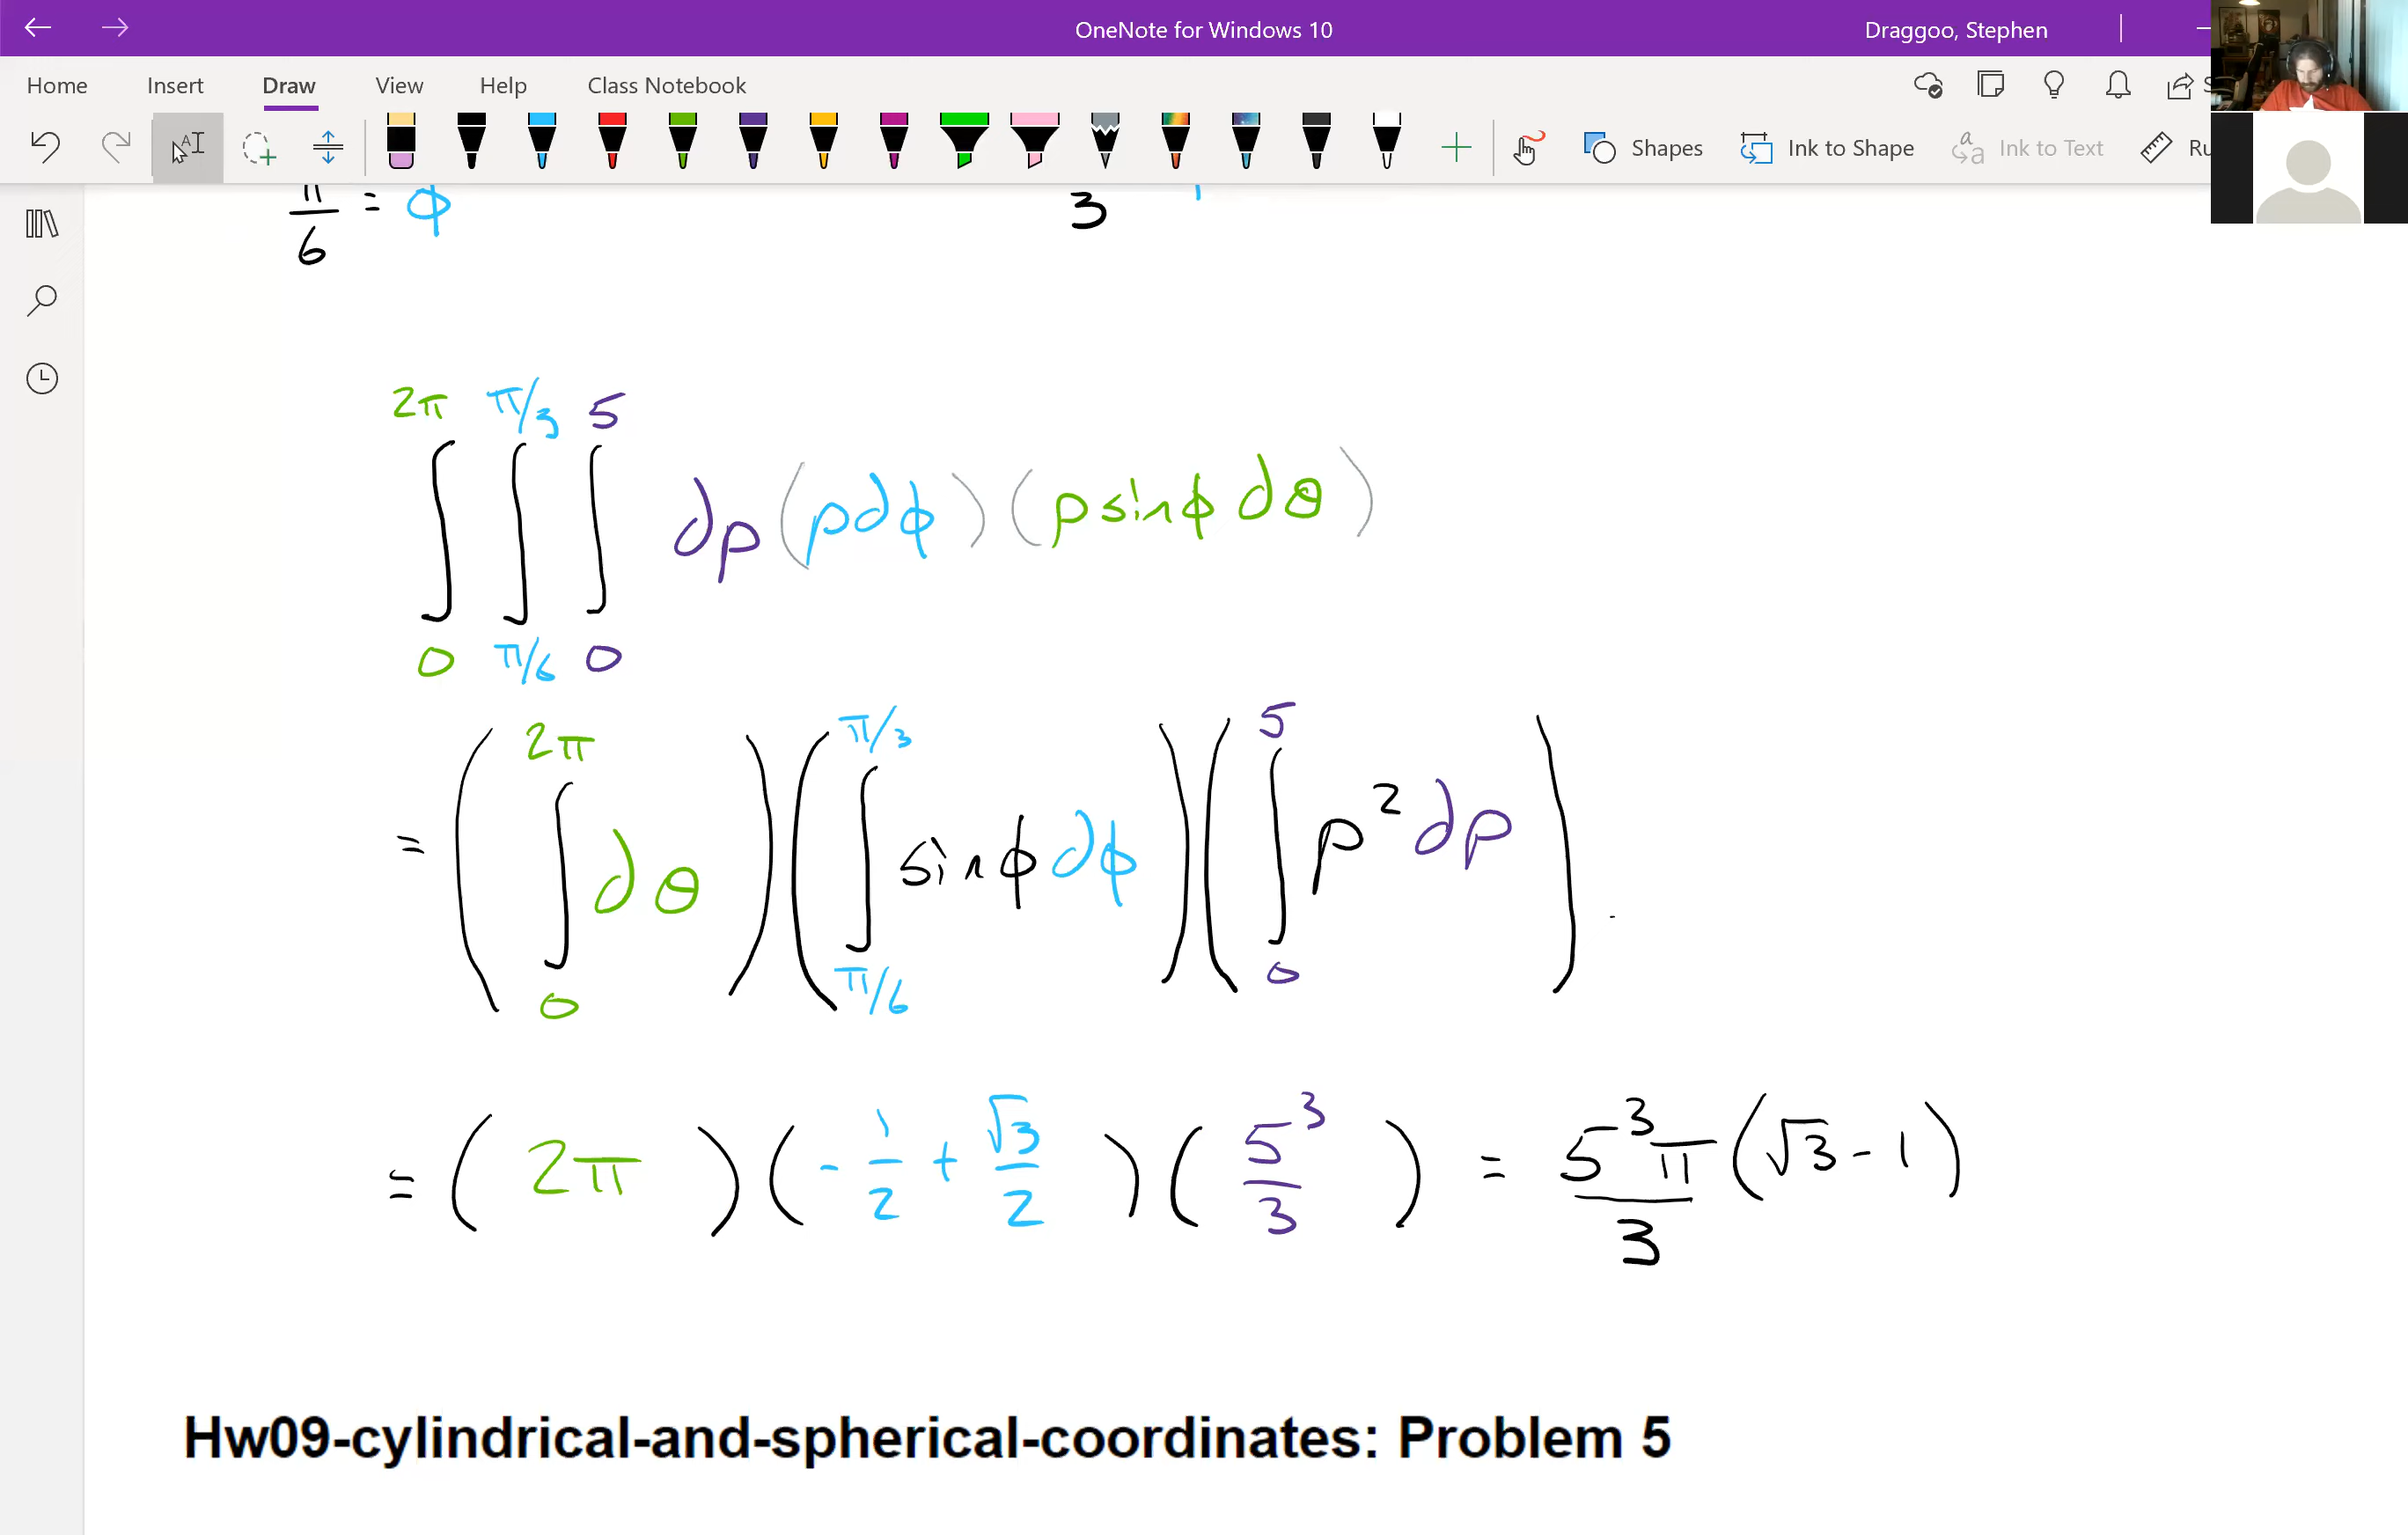 OneNote for Windows 10
Draggoo, Stephen
Home Insert Draw View Help Class Notebook
Shapes Ink to Shape Ink to Text
π/6 = φ
3
∫_0^{2π} ∫_{π/6}^{π/3} ∫_0^5 dρ (ρ dφ) (ρ sinφ dθ)
= (∫_0^{2π} dθ) (∫_{π/6}^{π/3} sinφ dφ) (∫_0^5 ρ² dρ).
= (2π) (-1/2 + √3/2) (5³/3) = 5³π/3 (√3 - 1)
Hw09-cylindrical-and-spherical-coordinates: Problem 5